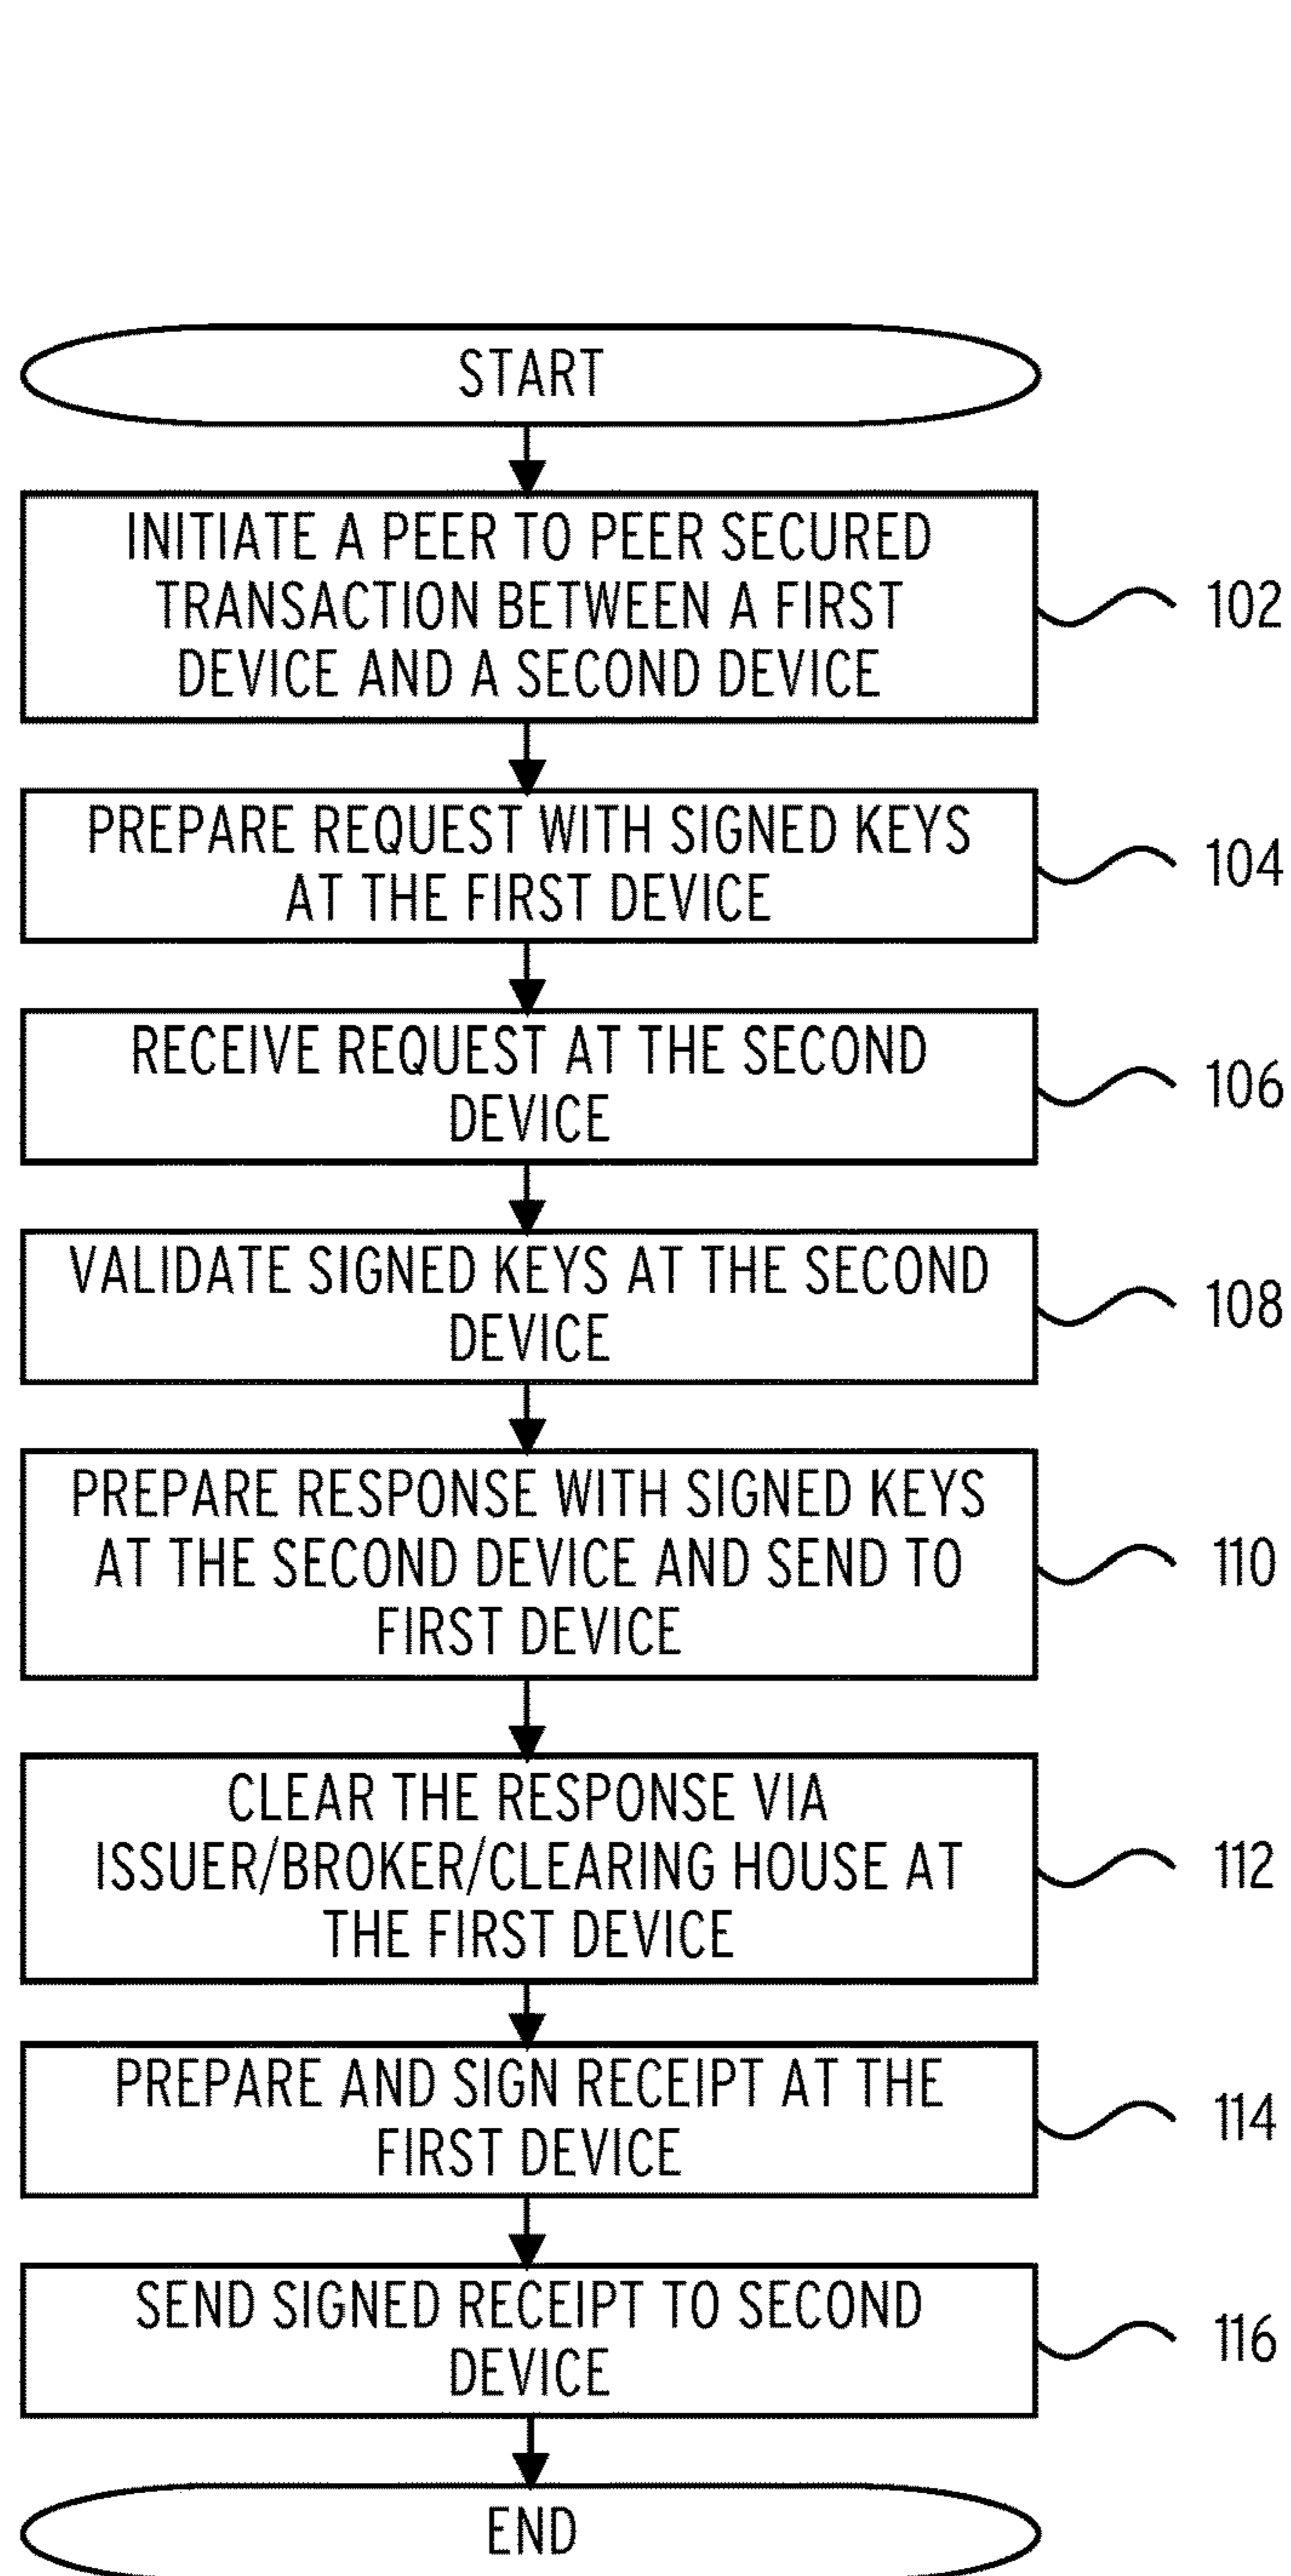 START
INITIATE A PEER TO PEER SECURED
TRANSACTION BETWEEN A FIRST
DEVICE AND A SECOND DEVICE
102
PREPARE REQUEST WITH SIGNED KEYS
AT THE FIRST DEVICE
104
RECEIVE REQUEST AT THE SECOND
DEVICE
106
VALIDATE SIGNED KEYS AT THE SECOND
DEVICE
108
PREPARE RESPONSE WITH SIGNED KEYS
AT THE SECOND DEVICE AND SEND TO
FIRST DEVICE
110
CLEAR THE RESPONSE VIA
ISSUER/BROKER/CLEARING HOUSE AT
THE FIRST DEVICE
112
PREPARE AND SIGN RECEIPT AT THE
FIRST DEVICE
114
SEND SIGNED RECEIPT TO SECOND
DEVICE
116
END